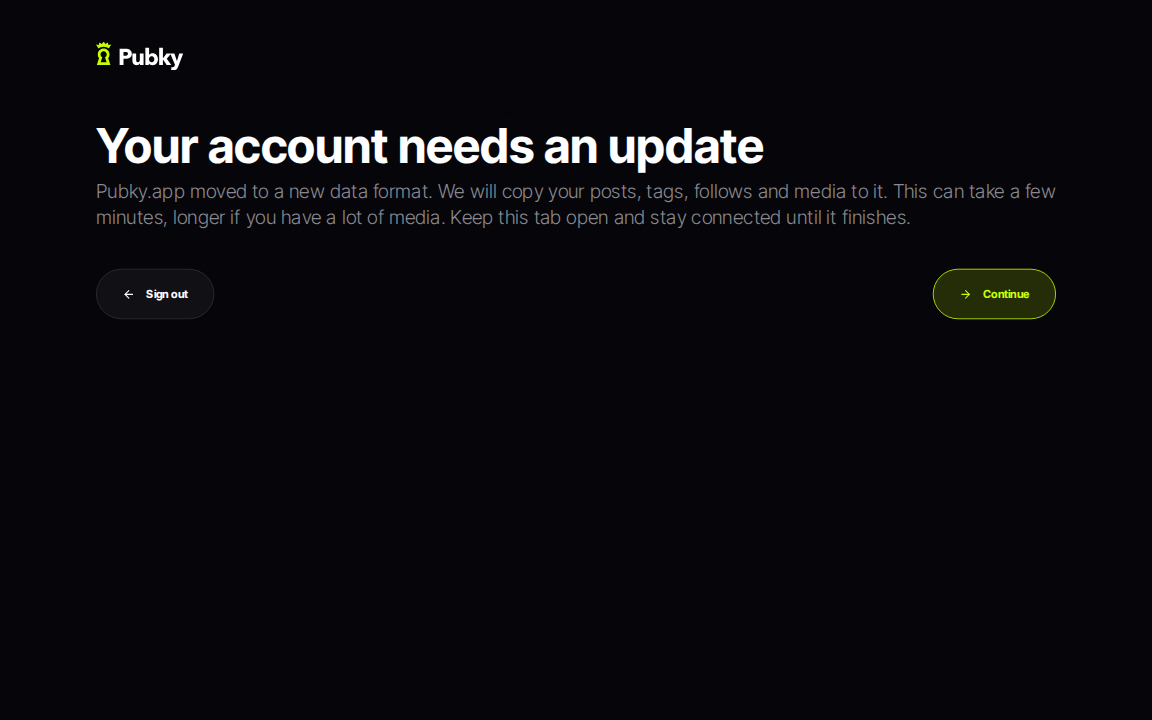 Pubky
Your account needs an update
Pubky.app moved to a new data format. We will copy your posts, tags, follows and media to it. This can take a few
minutes, longer if you have a lot of media. Keep this tab open and stay connected until it finishes.
Sign out
Continue